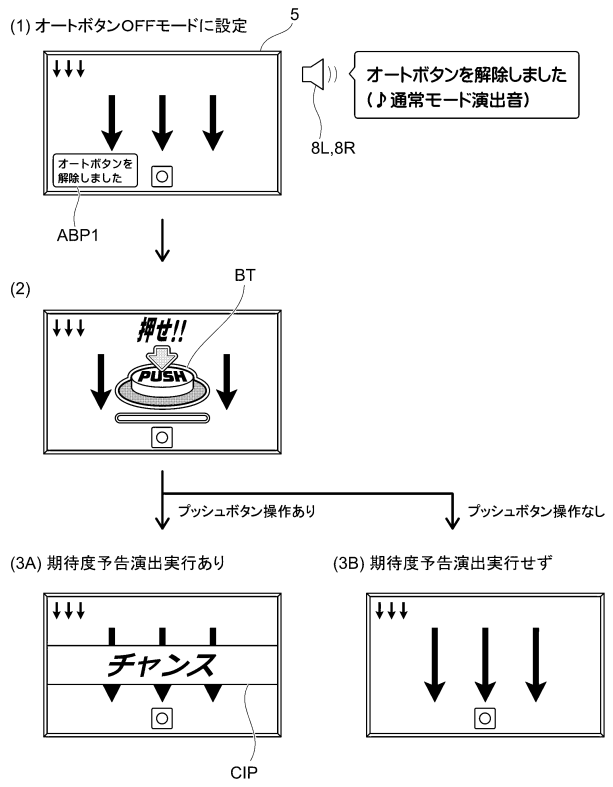 (1) オートボタンOFFモードに設定
5
オートボタンを解除しました
(♪通常モード演出音)
8L,8R
オートボタンを
解除しました
ABP1
(2)
BT
押せ!!
PUSH
プッシュボタン操作あり
プッシュボタン操作なし
(3A) 期待度予告演出実行あり
(3B) 期待度予告演出実行せず
チャンス
CIP